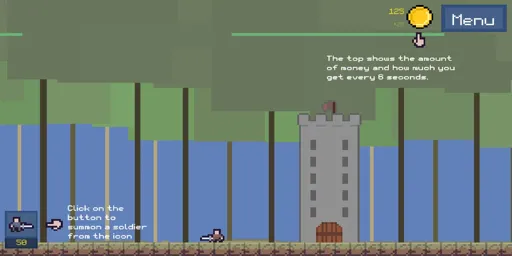 125
Menu
The top shows the amount
of money and how much you
get every 6 seconds.
Click on the
button to
summon a soldier
from the icon
50